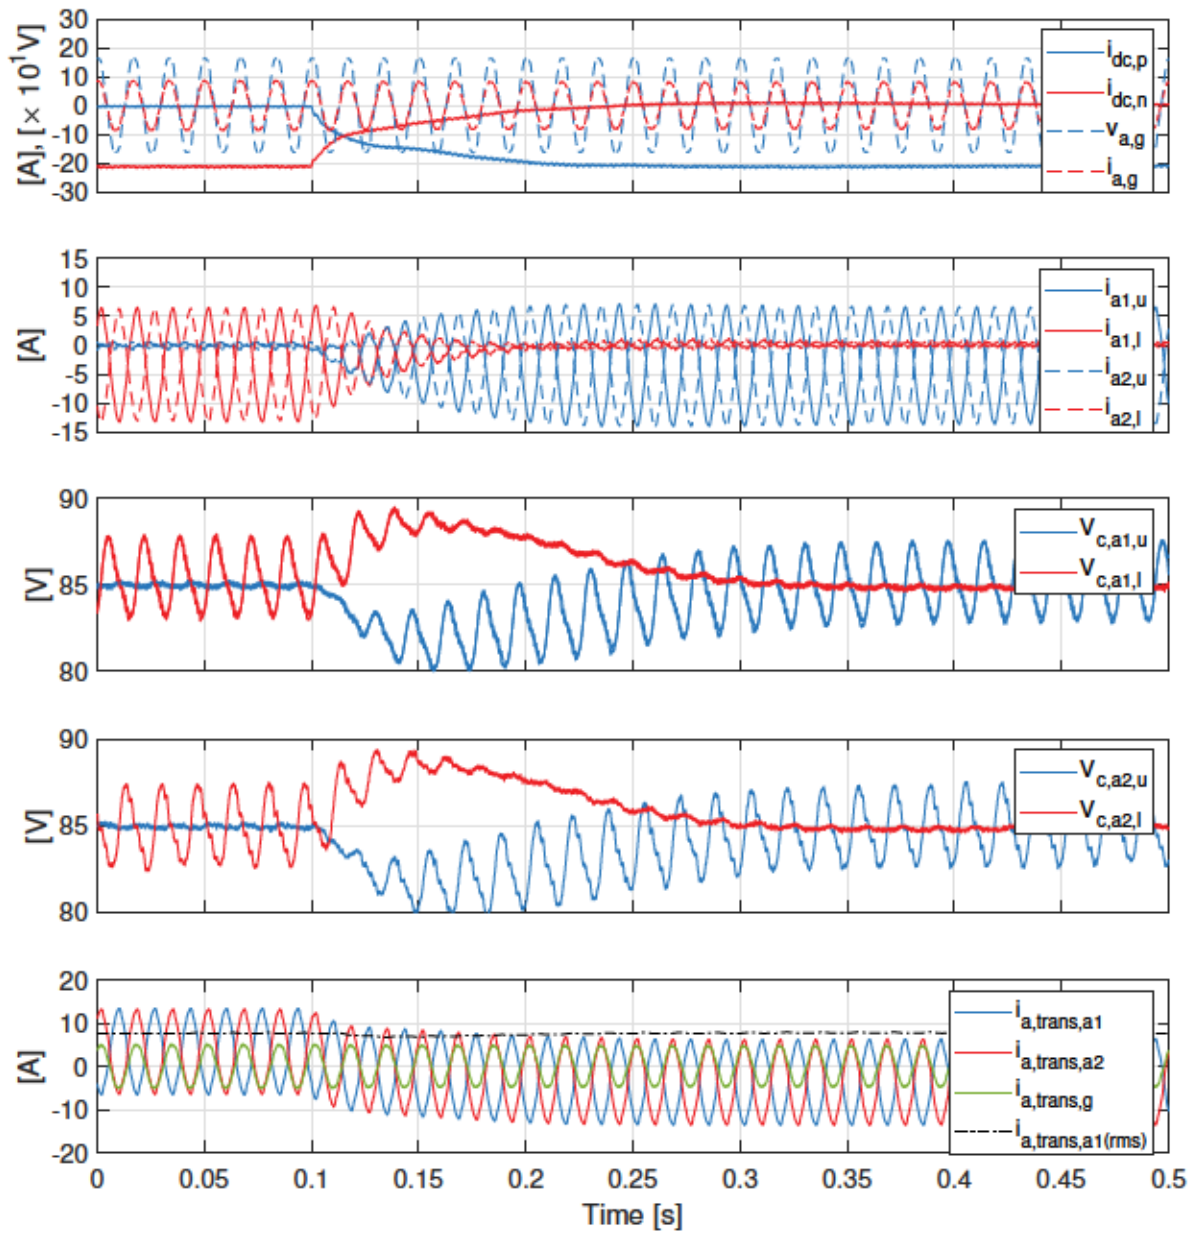 30
20
10
0
-10
-20
-30
[A], [× 10¹V]
i_dc,p
i_dc,n
v_a,g
i_a,g
15
10
5
0
-5
-10
-15
[A]
i_a1,u
i_a1,l
i_a2,u
i_a2,l
90
85
80
[V]
V_c,a1,u
V_c,a1,l
90
85
80
[V]
V_c,a2,u
V_c,a2,l
20
10
0
-10
-20
[A]
i_a,trans,a1
i_a,trans,a2
i_a,trans,g
i_a,trans,a1(rms)
0 0.05 0.1 0.15 0.2 0.25 0.3 0.35 0.4 0.45 0.5
Time [s]